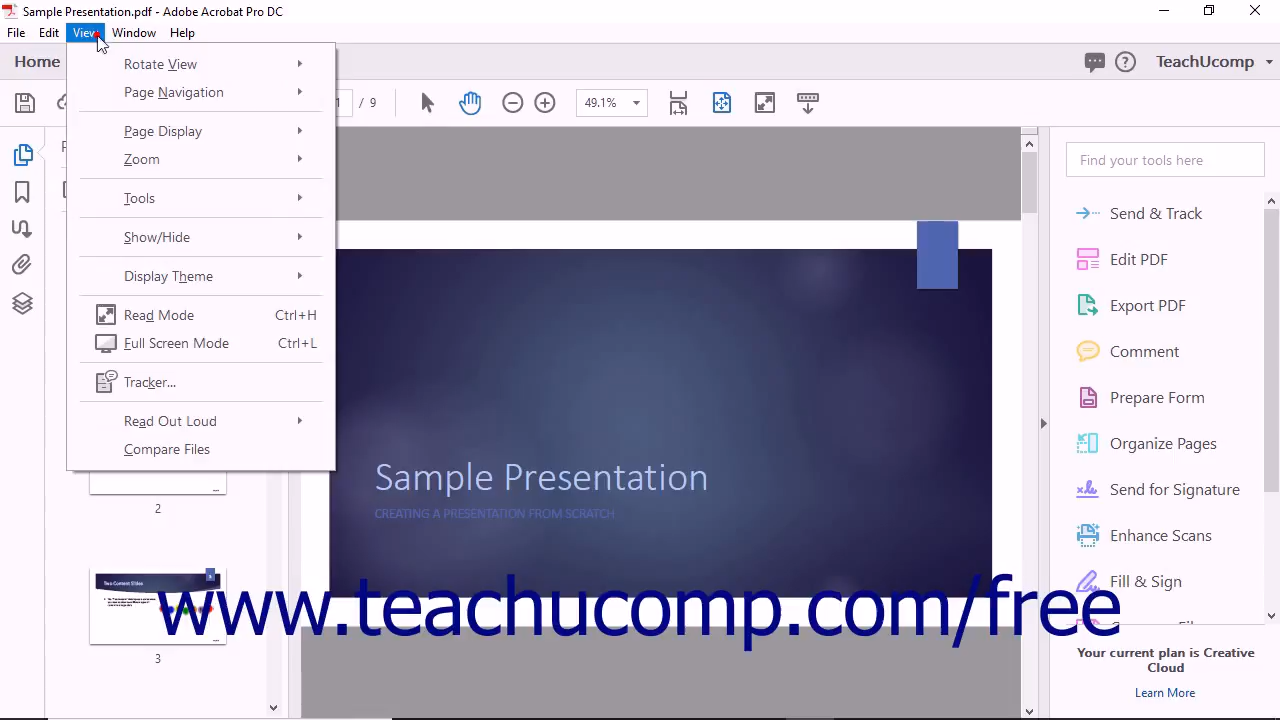 Sample Presentation.pdf - Adobe Acrobat Pro DC
File Edit View Window Help
Home
TeachUcomp
/ 9
49.1%
Rotate View
Page Navigation
Page Display
Zoom
Tools
Show/Hide
Display Theme
Read Mode Ctrl+H
Full Screen Mode Ctrl+L
Tracker...
Read Out Loud
Compare Files
2
Two Content Slides
3
Sample Presentation
CREATING A PRESENTATION FROM SCRATCH
Find your tools here
Send & Track
Edit PDF
Export PDF
Comment
Prepare Form
Organize Pages
Send for Signature
Enhance Scans
Fill & Sign
Your current plan is Creative
Cloud
Learn More
www.teachucomp.com/free